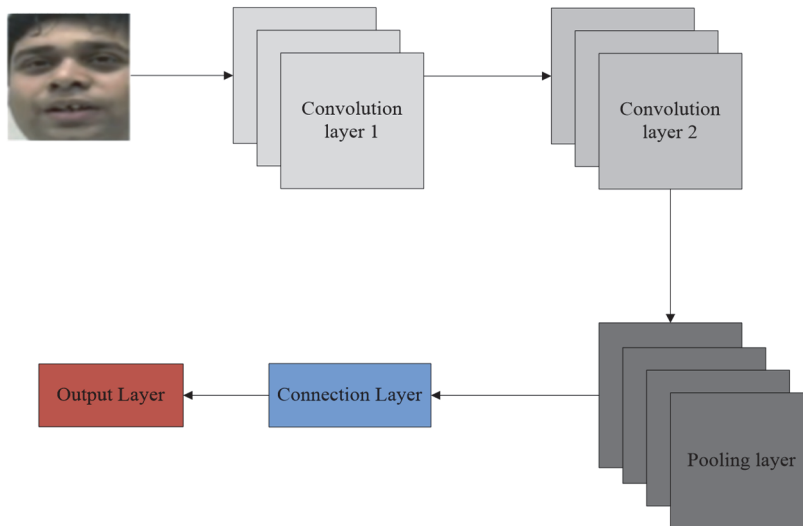 Convolution
layer 1
Convolution
layer 2
Output Layer
Connection Layer
Pooling layer